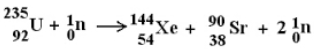 ²³⁵₉₂U + ¹₀n ⟶ ¹⁴⁴₅₄Xe + ⁹⁰₃₈Sr + 2 ¹₀n